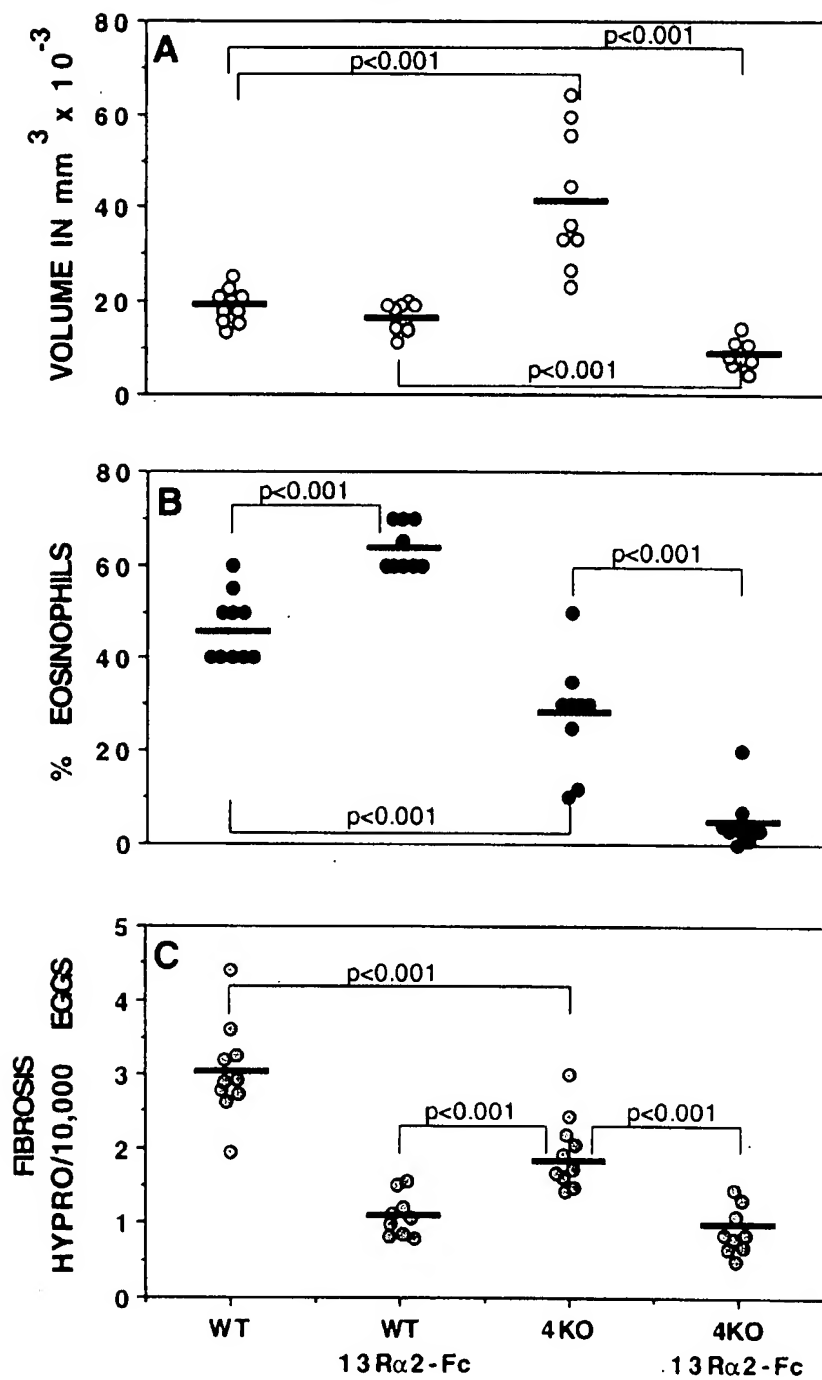 A
VOLUME IN mm³ x 10⁻³
80
60
40
20
0
p<0.001
p<0.001
p<0.001
B
% EOSINOPHILS
80
60
40
20
0
p<0.001
p<0.001
p<0.001
C
FIBROSIS
HYPRO/10,000 EGGS
5
4
3
2
1
0
p<0.001
p<0.001
p<0.001
WT
WT
13Rα2-Fc
4KO
4KO
13Rα2-Fc